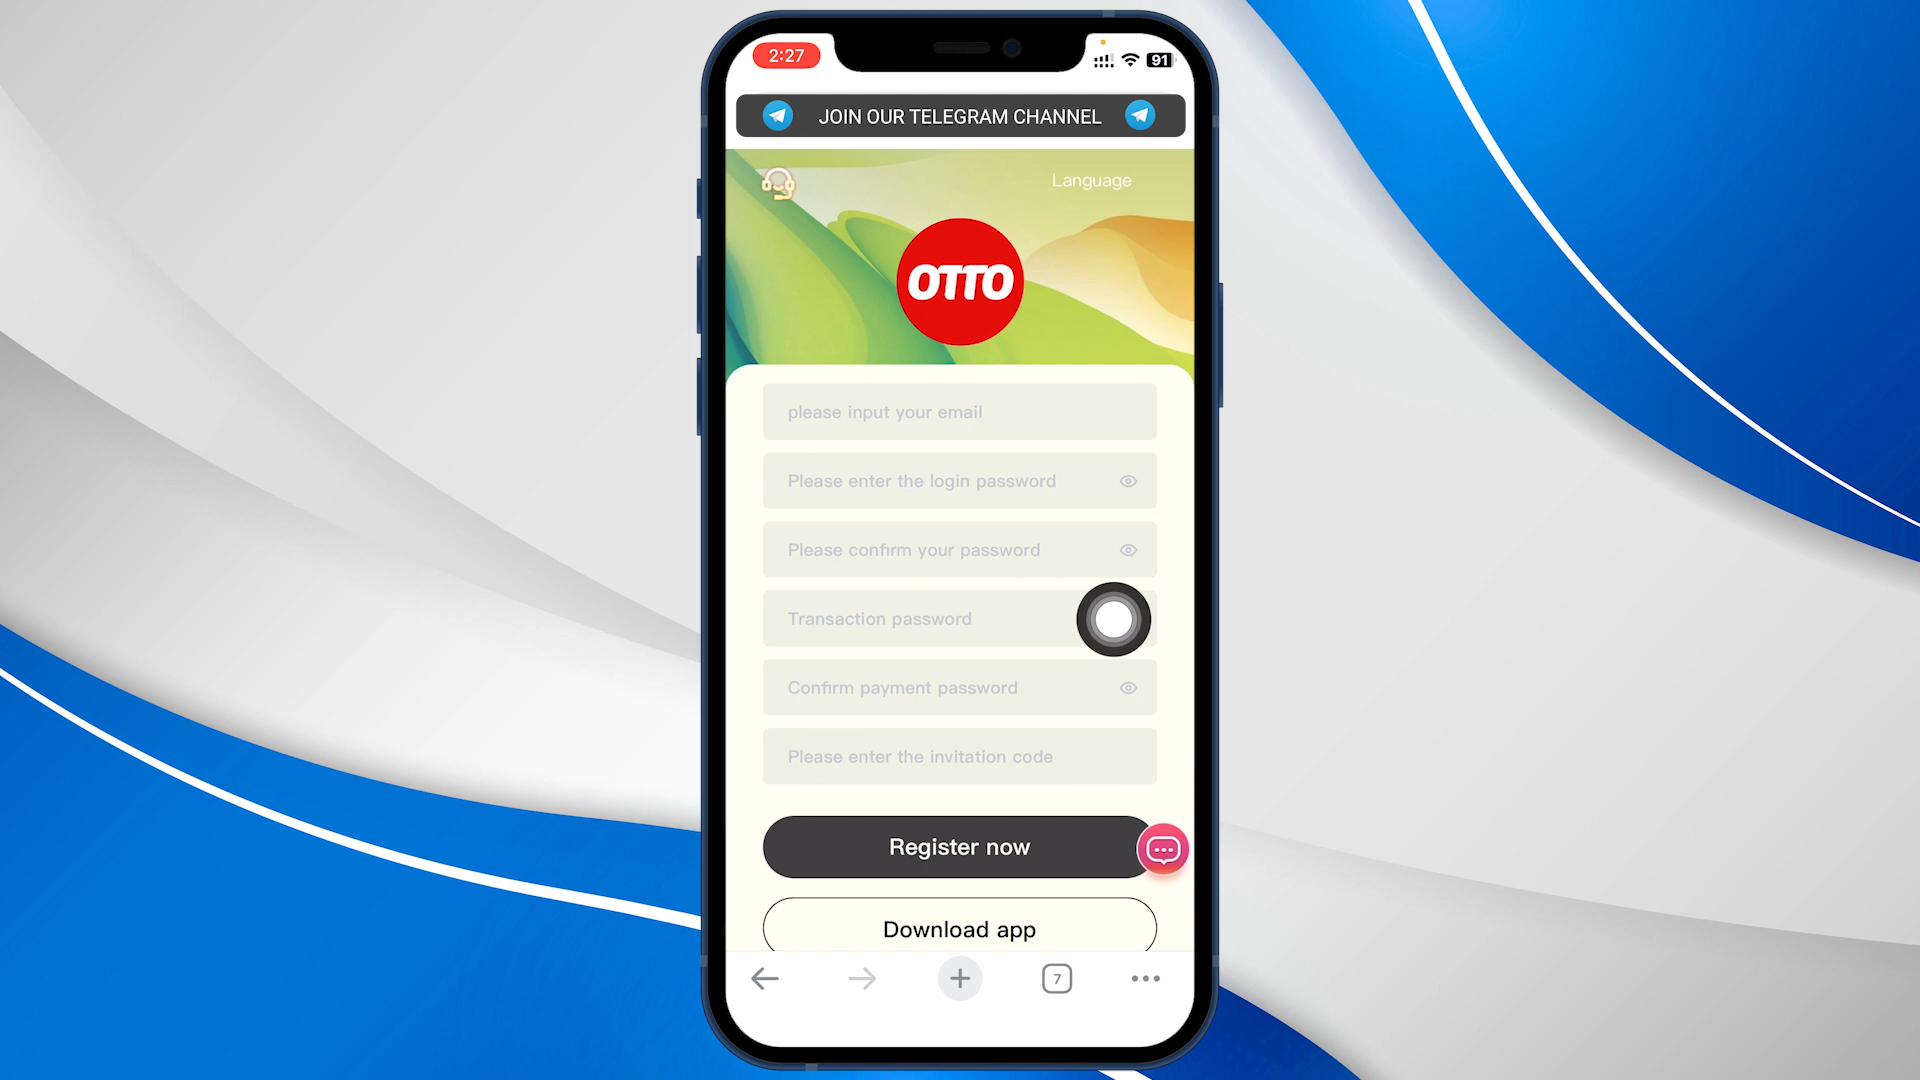 2:27
91
JOIN OUR TELEGRAM CHANNEL
Language
OTTO
please input your email
Please enter the login password
Please confirm your password
Transaction password
Confirm payment password
Please enter the invitation code
Register now
Download app
7